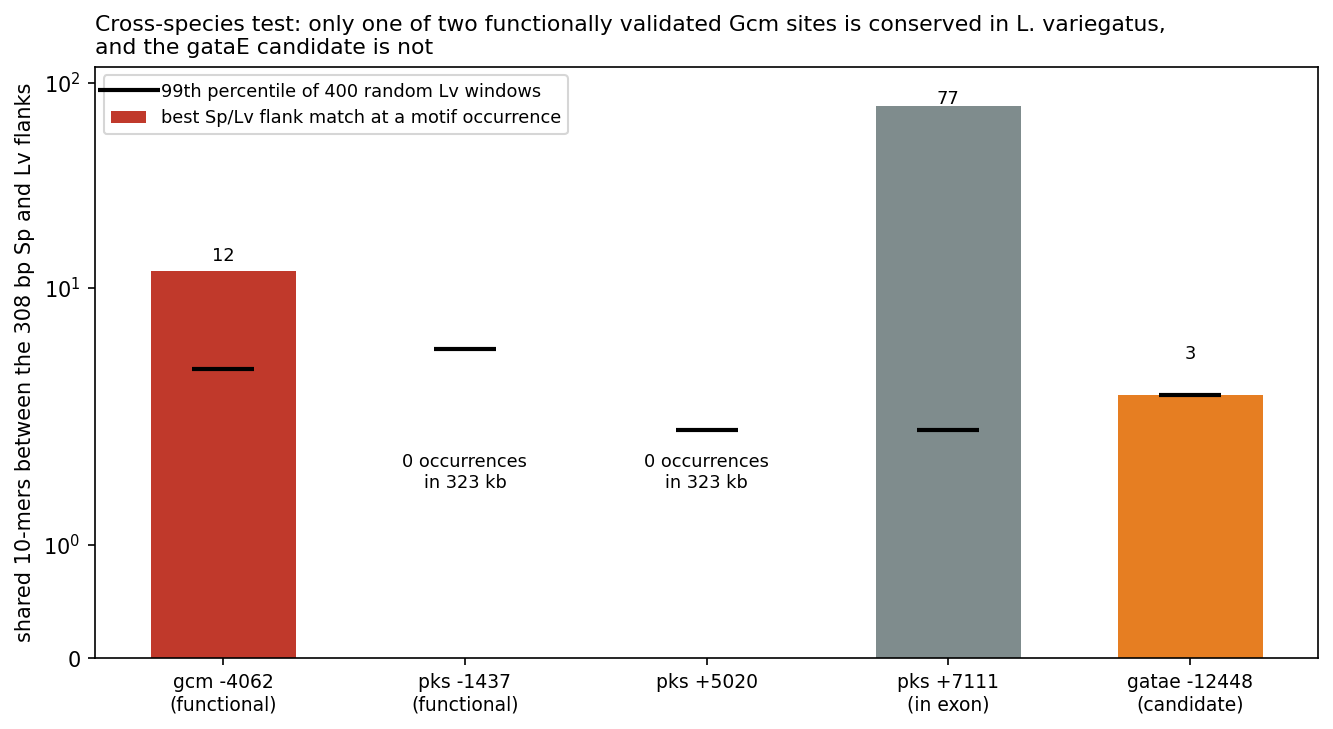 Cross-species test: only one of two functionally validated Gcm sites is conserved in L. variegatus,
and the gataE candidate is not
99th percentile of 400 random Lv windows
best Sp/Lv flank match at a motif occurrence
shared 10-mers between the 308 bp Sp and Lv flanks
10²
10¹
10⁰
0
12
77
3
0 occurrences
in 323 kb
0 occurrences
in 323 kb
gcm -4062
(functional)
pks -1437
(functional)
pks +5020
pks +7111
(in exon)
gatae -12448
(candidate)